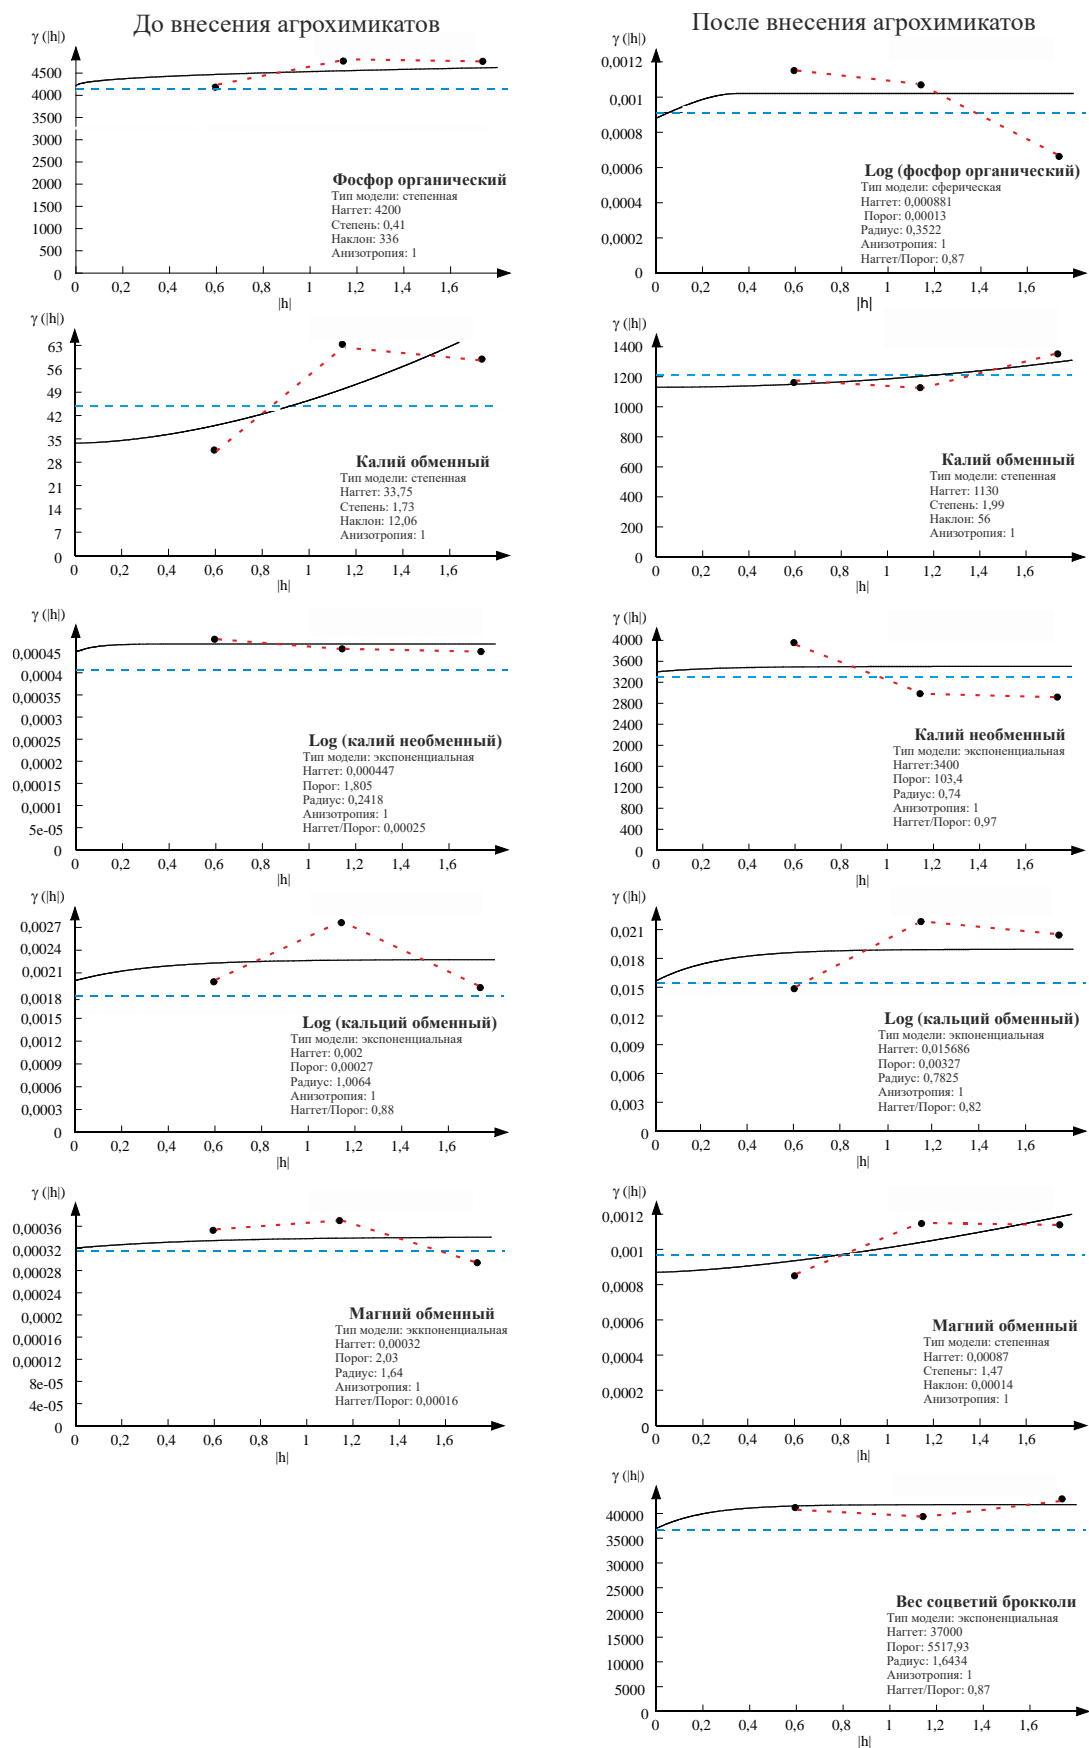 До внесения агрохимикатов
После внесения агрохимикатов
γ (|h|)
4500
4000
3500
3000
2500
2000
1500
1000
500
0
Фосфор органический
Тип модели: степенная
Наггет: 4200
Степень: 0,41
Наклон: 336
Анизотропия: 1
0 0,2 0,4 0,6 0,8 1 1,2 1,4 1,6
|h|
γ (|h|)
0,0012
0,001
0,0008
0,0006
0,0004
0,0002
0
Log (фосфор органический)
Тип модели: сферическая
Наггет: 0,000881
Порог: 0,00013
Радиус: 0,3522
Анизотропия: 1
Наггет/Порог: 0,87
0 0,2 0,4 0,6 0,8 1 1,2 1,4 1,6
|h|
γ (|h|)
63
56
49
42
35
28
21
14
7
0
Калий обменный
Тип модели: степенная
Наггет: 33,75
Степень: 1,73
Наклон: 12,06
Анизотропия: 1
0 0,2 0,4 0,6 0,8 1 1,2 1,4 1,6
|h|
γ (|h|)
1400
1200
1000
800
600
400
200
0
Калий обменный
Тип модели: степенная
Наггет: 1130
Степень: 1,99
Наклон: 56
Анизотропия: 1
0 0,2 0,4 0,6 0,8 1 1,2 1,4 1,6
|h|
γ (|h|)
0,00045
0,0004
0,00035
0,0003
0,00025
0,0002
0,00015
0,0001
5e-05
0
Log (калий необменный)
Тип модели: экспоненциальная
Наггет: 0,000447
Порог: 1,805
Радиус: 0,2418
Анизотропия: 1
Наггет/Порог: 0,00025
0 0,2 0,4 0,6 0,8 1 1,2 1,4 1,6
|h|
γ (|h|)
4000
3600
3200
2800
2400
2000
1600
1200
800
400
0
Калий необменный
Тип модели: экспоненциальная
Наггет:3400
Порог: 103,4
Радиус: 0,74
Анизотропия: 1
Наггет/Порог: 0,97
0 0,2 0,4 0,6 0,8 1 1,2 1,4 1,6
|h|
γ (|h|)
0,0027
0,0024
0,0021
0,0018
0,0015
0,0012
0,0009
0,0006
0,0003
0
Log (кальций обменный)
Тип модели: экпоненциальная
Наггет: 0,002
Порог: 0,00027
Радиус: 1,0064
Анизотропия: 1
Наггет/Порог: 0,88
0 0,2 0,4 0,6 0,8 1 1,2 1,4 1,6
|h|
γ (|h|)
0,021
0,018
0,015
0,012
0,009
0,006
0,003
0
Log (кальций обменный)
Тип модели: экпоненциальная
Наггет: 0,015686
Порог: 0,00327
Радиус: 0,7825
Анизотропия: 1
Наггет/Порог: 0,82
0 0,2 0,4 0,6 0,8 1 1,2 1,4 1,6
|h|
γ (|h|)
0,00036
0,00032
0,00028
0,00024
0,0002
0,00016
0,00012
8e-05
4e-05
0
Магний обменный
Тип модели: эккпоненциальная
Наггет: 0,00032
Порог: 2,03
Радиус: 1,64
Анизотропия: 1
Наггет/Порог: 0,00016
0 0,2 0,4 0,6 0,8 1 1,2 1,4 1,6
|h|
γ (|h|)
0,0012
0,001
0,0008
0,0006
0,0004
0,0002
0
Магний обменный
Тип модели: степенная
Наггет: 0,00087
Степеньг: 1,47
Наклон: 0,00014
Анизотропия: 1
0 0,2 0,4 0,6 0,8 1 1,2 1,4 1,6
|h|
γ (|h|)
40000
35000
30000
25000
20000
15000
10000
5000
0
Вес соцветий брокколи
Тип модели: экспоненциальная
Наггет: 37000
Порог: 5517,93
Радиус: 1,6434
Анизотропия: 1
Наггет/Порог: 0,87
0 0,2 0,4 0,6 0,8 1 1,2 1,4 1,6
|h|